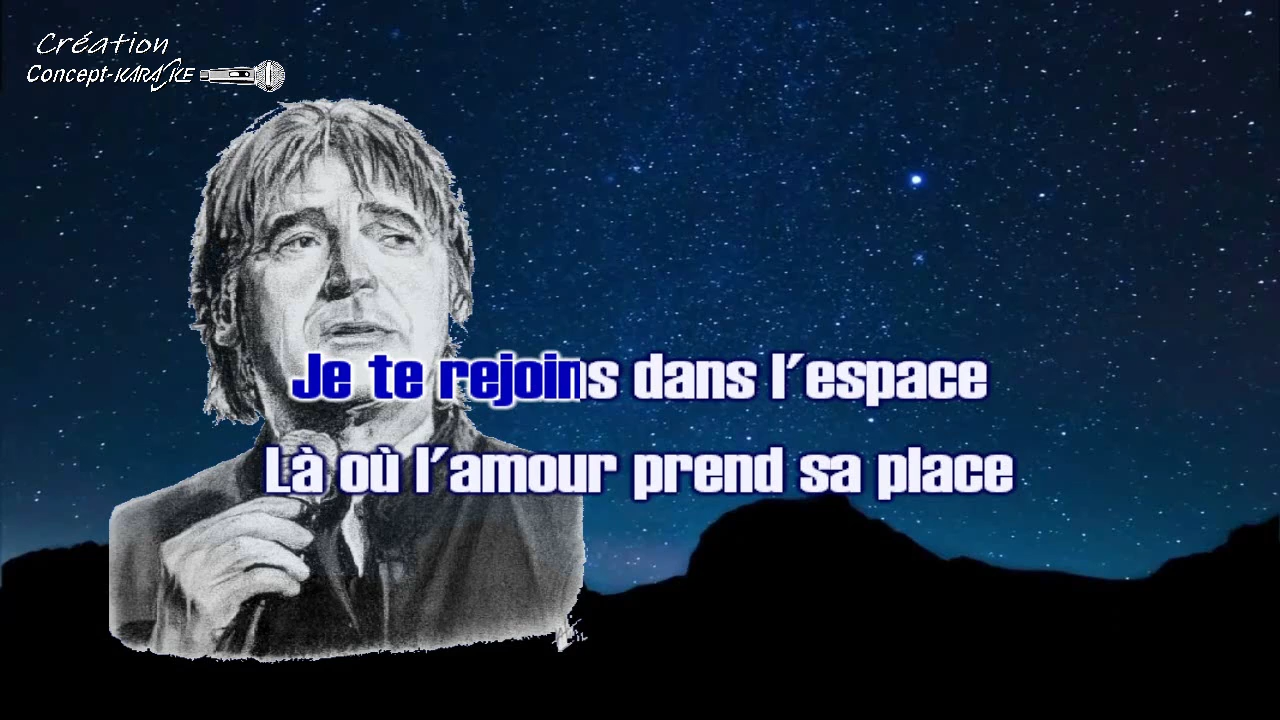 Création
Concept-KARAOKE
Je te rejoins dans l'espace
Là où l'amour prend sa place